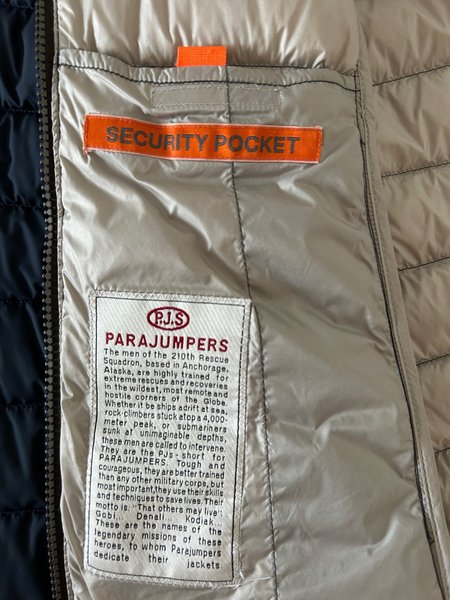 SECURITY POCKET
P.J.S
PARAJUMPERS
The men of the 210th Rescue
Squadron, based in Anchorage,
Alaska, are highly trained for
extreme rescues and recoveries
in the wildest, most remote and
hostile corners of the Globe.
Whether it be ships adrift at sea,
rock-climbers stuck atop a 4,000-
meter peak, or submariners
sunk at unimaginable depths,
these men are called to intervene.
They are the PJs - short for
PARAJUMPERS. Tough and
courageous, they are better trained
than any other military corps, but
most important, they use their skills
and techniques to save lives. Their
motto is: "That others may live":
Gobi... Denali... Kodiak...
These are the names of the
legendary missions of these
heroes, to whom Parajumpers
dedicate their jackets